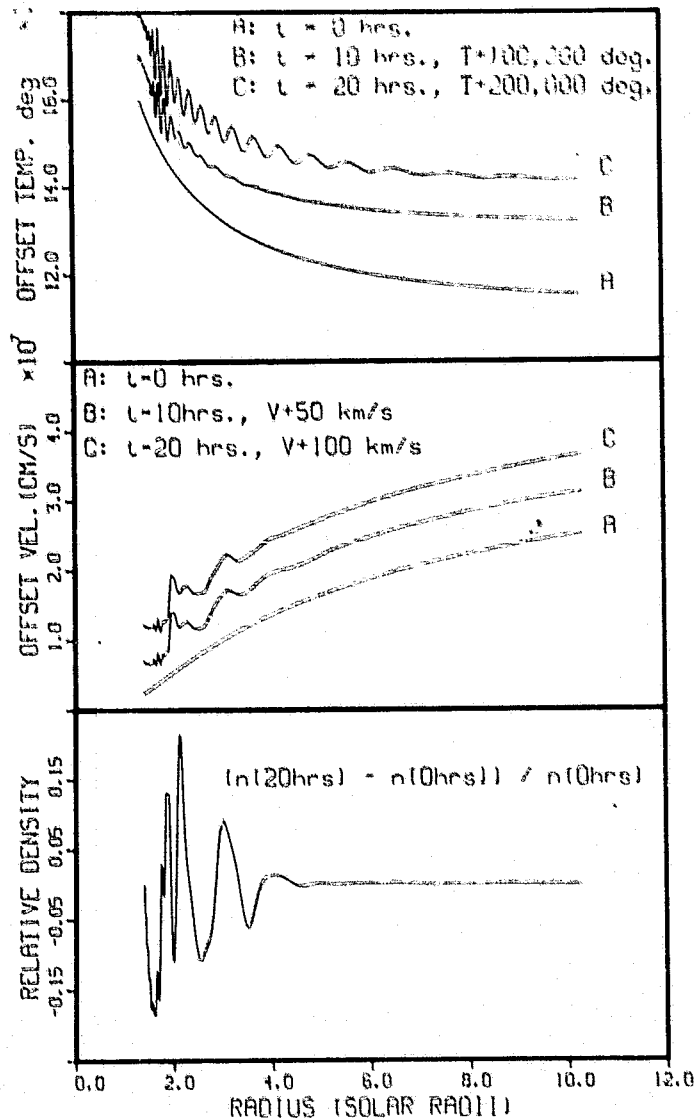 A: t = 0 hrs.
B: t = 10 hrs., T+100,000 deg.
C: t = 20 hrs., T+200,000 deg.
OFFSET TEMP. deg
16.0
14.0
12.0
C
B
A
A: t=0 hrs.
B: t=10hrs., V+50 km/s
C: t=20 hrs., V+100 km/s
OFFSET VEL.(CM/S) ×10⁷
4.0
3.0
2.0
1.0
C
B
A
(n(20hrs) - n(0hrs)) / n(0hrs)
RELATIVE DENSITY
0.15
0.05
-0.05
-0.15
0.0 2.0 4.0 6.0 8.0 10.0 12.0
RADIUS (SOLAR RADII)